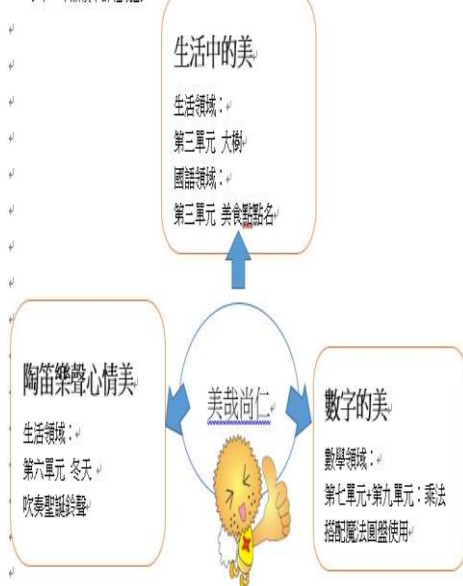 生活中的美
生活領域：
第三單元 大樹
國語領域：
第三單元 美食點點名
陶笛樂聲心情美
生活領域：
第六單元 冬天
吹奏聖誕鈴聲
美哉尚仁
數字的美
數學領域：
第七單元+第九單元：乘法
搭配魔法圓盤使用